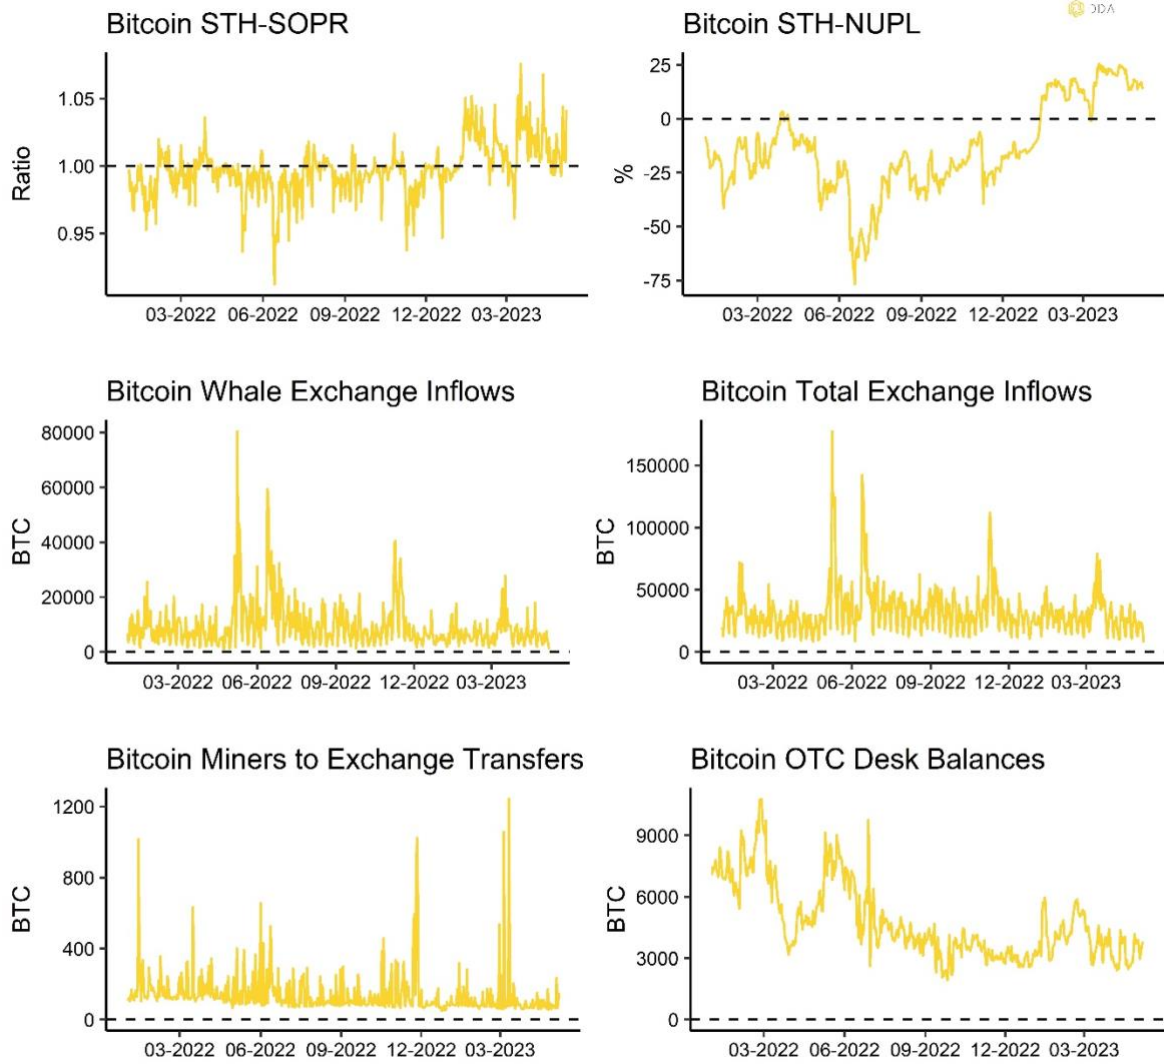 Bitcoin STH-SOPR
Ratio
1.05
1.00
0.95
03-2022 06-2022 09-2022 12-2022 03-2023
Bitcoin STH-NUPL
%
25
0
-25
-50
-75
03-2022 06-2022 09-2022 12-2022 03-2023
Bitcoin Whale Exchange Inflows
BTC
80000
60000
40000
20000
0
03-2022 06-2022 09-2022 12-2022 03-2023
Bitcoin Total Exchange Inflows
BTC
150000
100000
50000
0
03-2022 06-2022 09-2022 12-2022 03-2023
Bitcoin Miners to Exchange Transfers
BTC
1200
800
400
0
03-2022 06-2022 09-2022 12-2022 03-2023
Bitcoin OTC Desk Balances
BTC
9000
6000
3000
0
03-2022 06-2022 09-2022 12-2022 03-2023